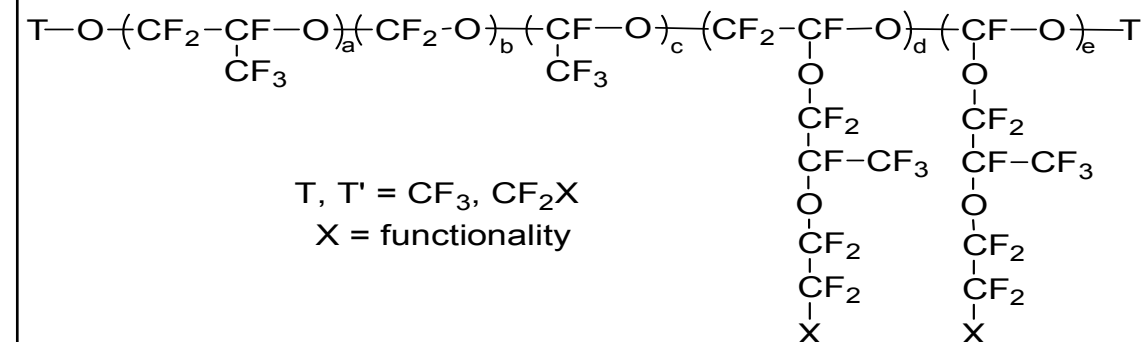 T—O-(CF2-CF—O)a(CF2-O)b(CF—O)c(CF2-CF—O)d(CF—O)e—T
CF3 CF3 O O
CF2 CF2
CF-CF3 CF-CF3
T, T' = CF3, CF2X O O
X = functionality CF2 CF2
CF2 CF2
X X